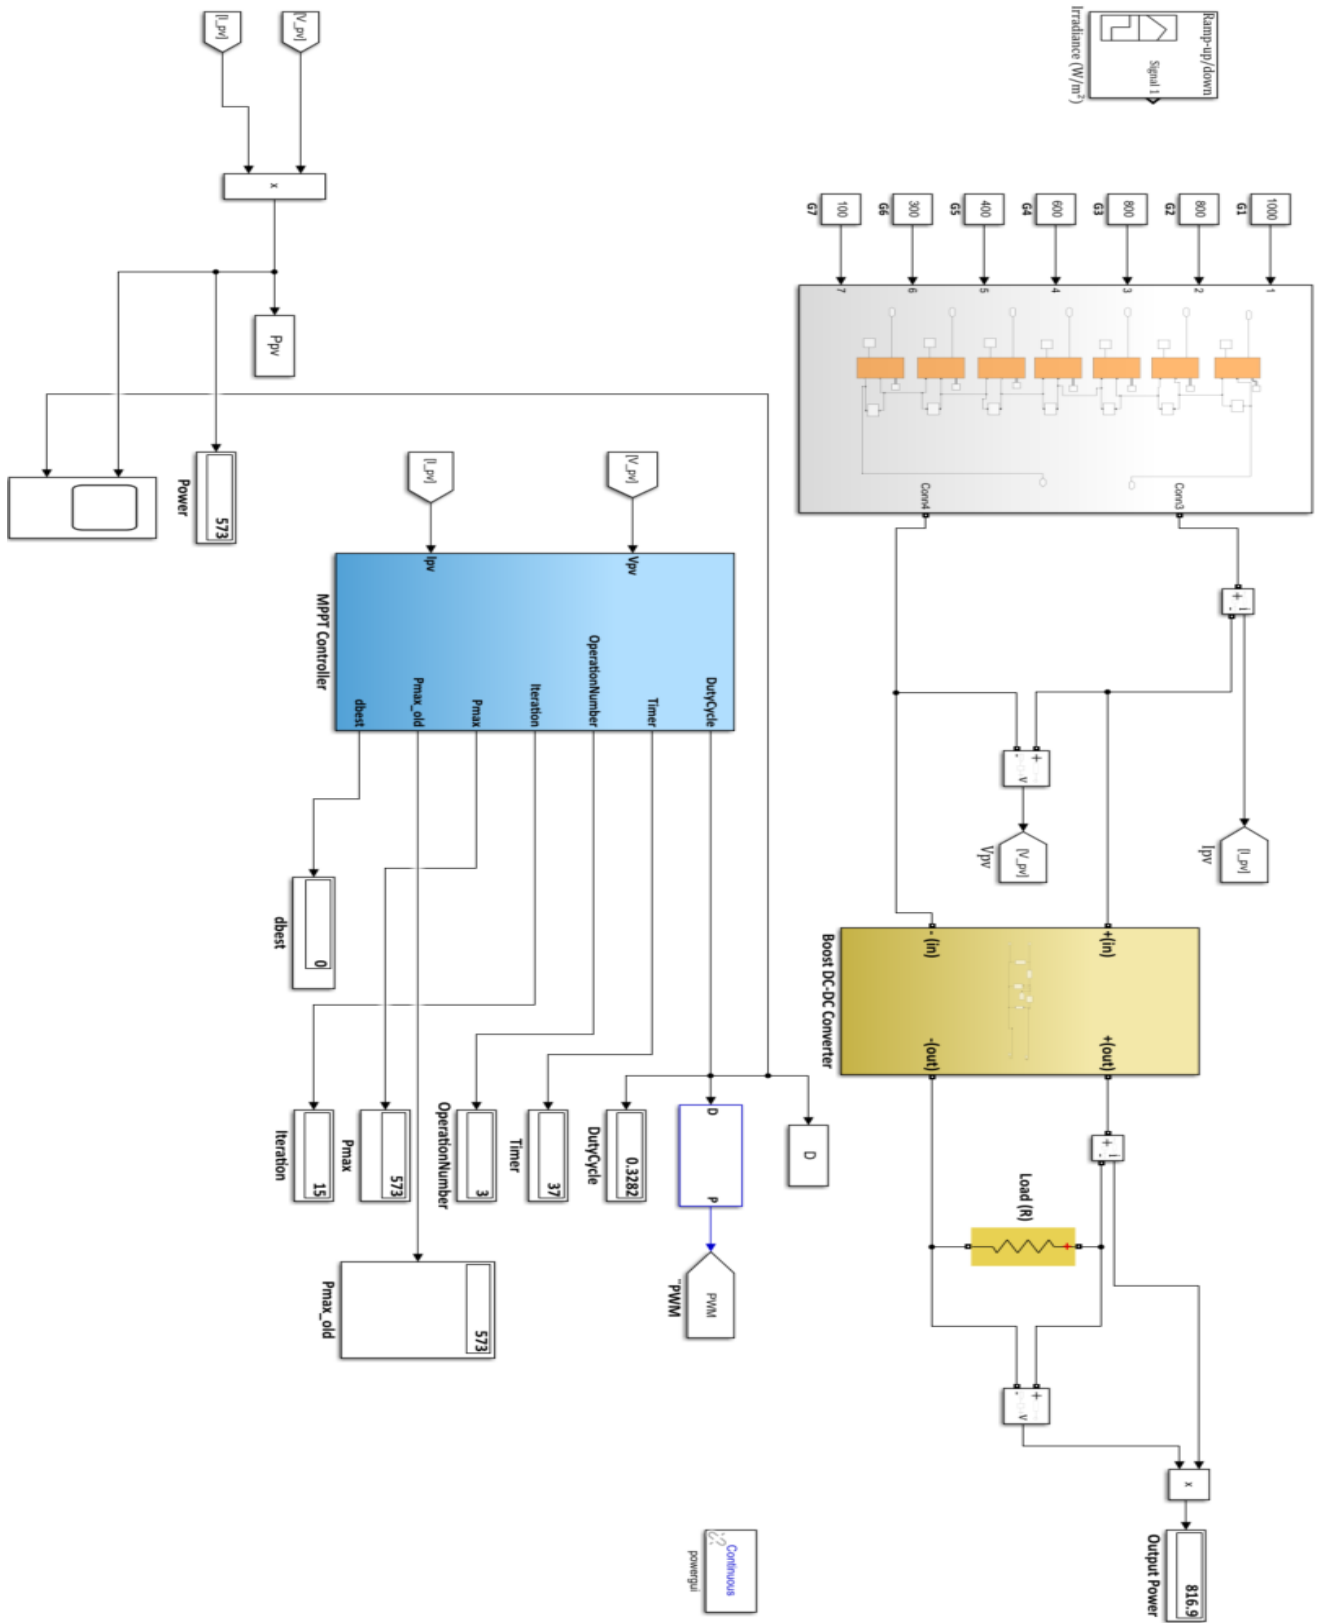 Ramp-up/down
Signal 1
Irradiance (W/m²)
1000
G1
800
G2
800
G3
600
G4
400
G5
300
G6
100
G7
1
2
3
4
5
6
7
Conn3
Conn4
+
i
-
[I_pv]
Ipv
+
v
-
[V_pv]
Vpv
+(in)
- (in)
+(out)
-(out)
Boost DC-DC Converter
+
i
-
Load (R)
+
+
v
-
x
816.9
Output Power
Continuous
powergui
[V_pv]
[I_pv]
x
Ppv
573
Power
[V_pv]
[I_pv]
Vpv
Ipv
DutyCycle
Timer
OperationNumber
Iteration
Pmax
Pmax_old
dbest
MPPT Controller
D
D
P
PWM
"PWM
0.3282
DutyCycle
37
Timer
3
OperationNumber
573
Pmax
15
Iteration
573
Pmax_old
0
dbest